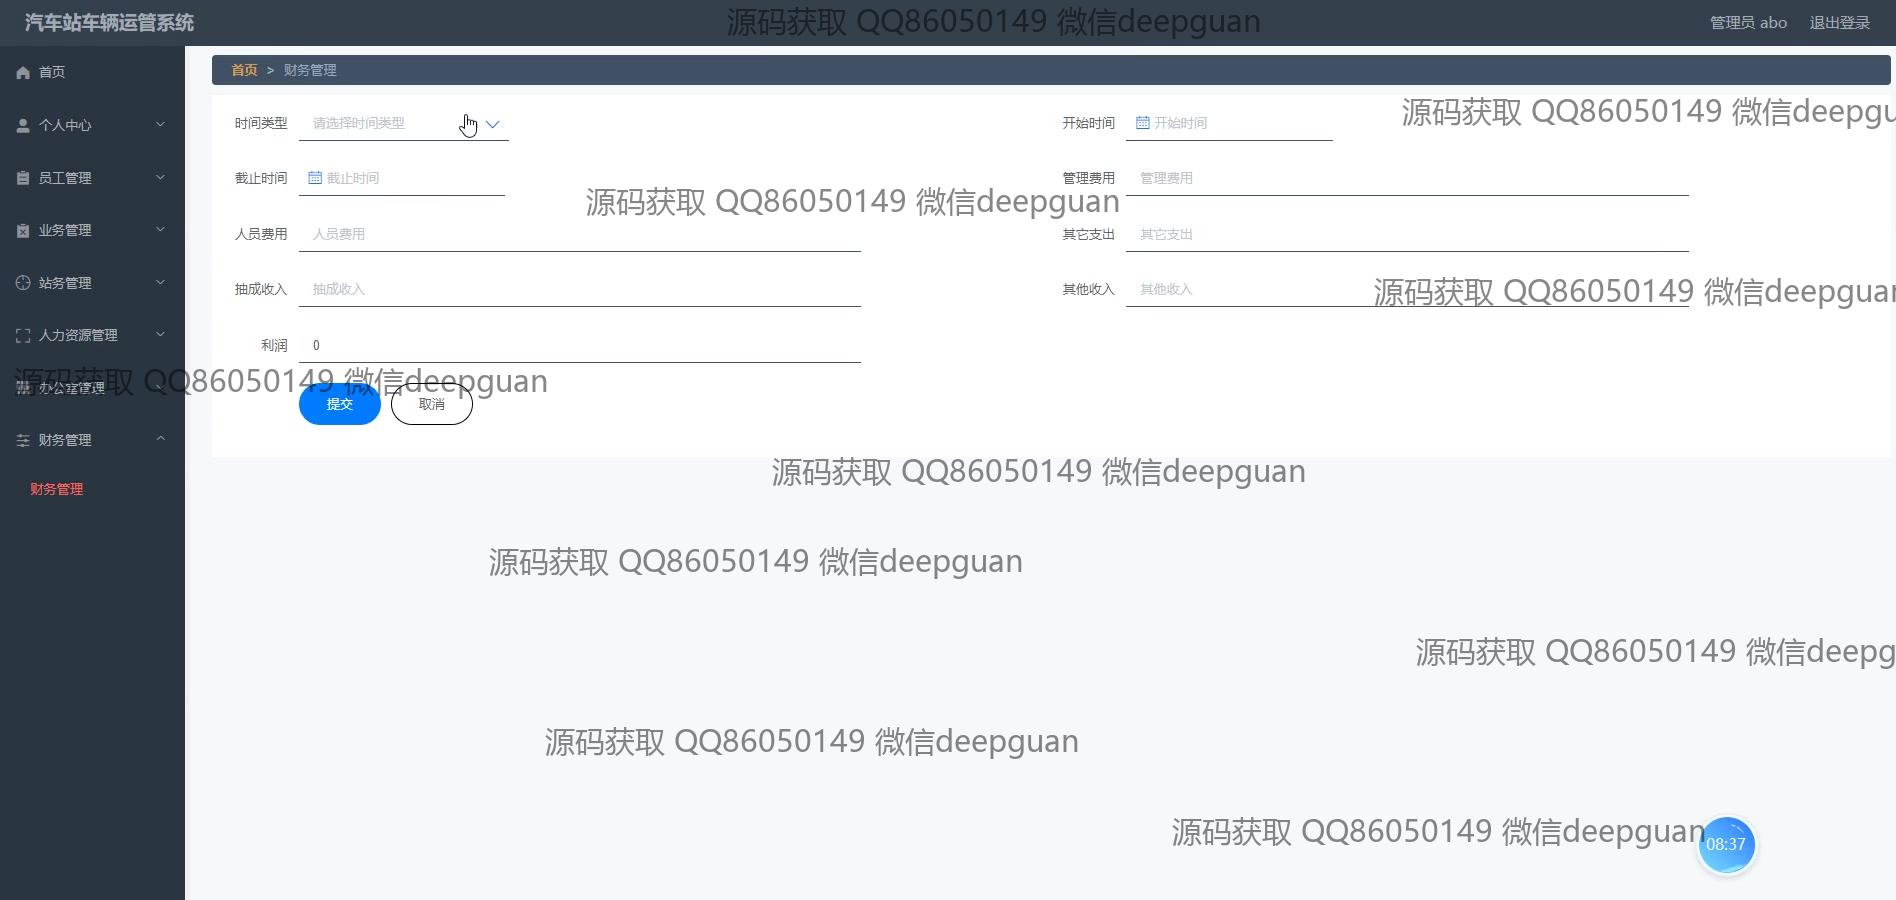 汽车站车辆运管系统
源码获取 QQ86050149 微信deepguan
管理员 abo
退出登录
首页
个人中心
员工管理
业务管理
站务管理
人力资源管理
办公室管理
财务管理
财务管理
首页 > 财务管理
源码获取 QQ86050149 微信deepgu
时间类型 请选择时间类型
开始时间 开始时间
截止时间 截止时间
管理费用 管理费用
源码获取 QQ86050149 微信deepguan
人员费用 人员费用
其它支出 其它支出
抽成收入 抽成收入
其他收入 其他收入
源码获取 QQ86050149 微信deepguan
利润 0
源码获取 QQ86050149 微信deepguan
提交 取消
源码获取 QQ86050149 微信deepguan
源码获取 QQ86050149 微信deepguan
源码获取 QQ86050149 微信deepg
源码获取 QQ86050149 微信deepguan
源码获取 QQ86050149 微信deepguan
08:37